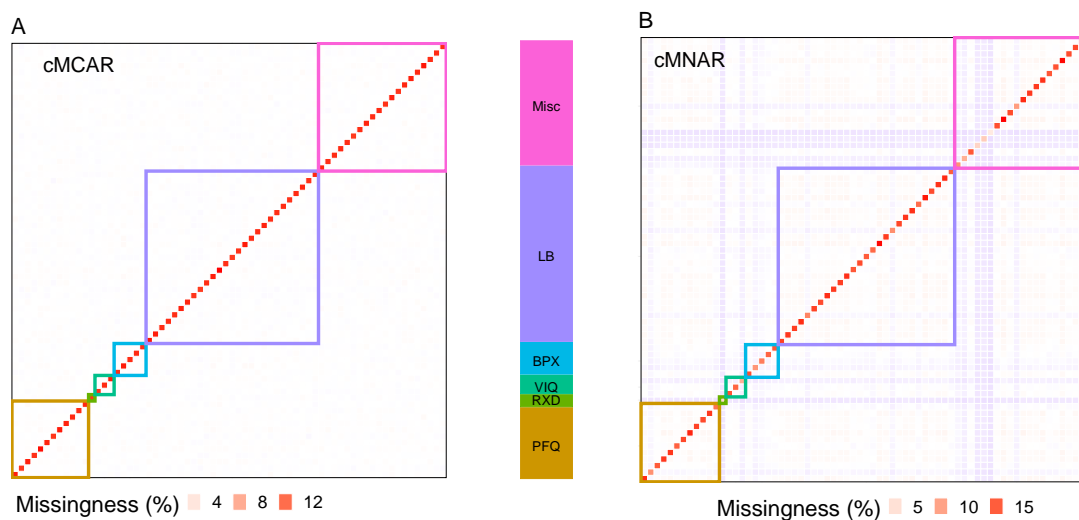 A
B
cMCAR
cMNAR
Misc
LB
BPX
VIQ
RXD
PFQ
Missingness (%) 4 8 12
Missingness (%) 5 10 15